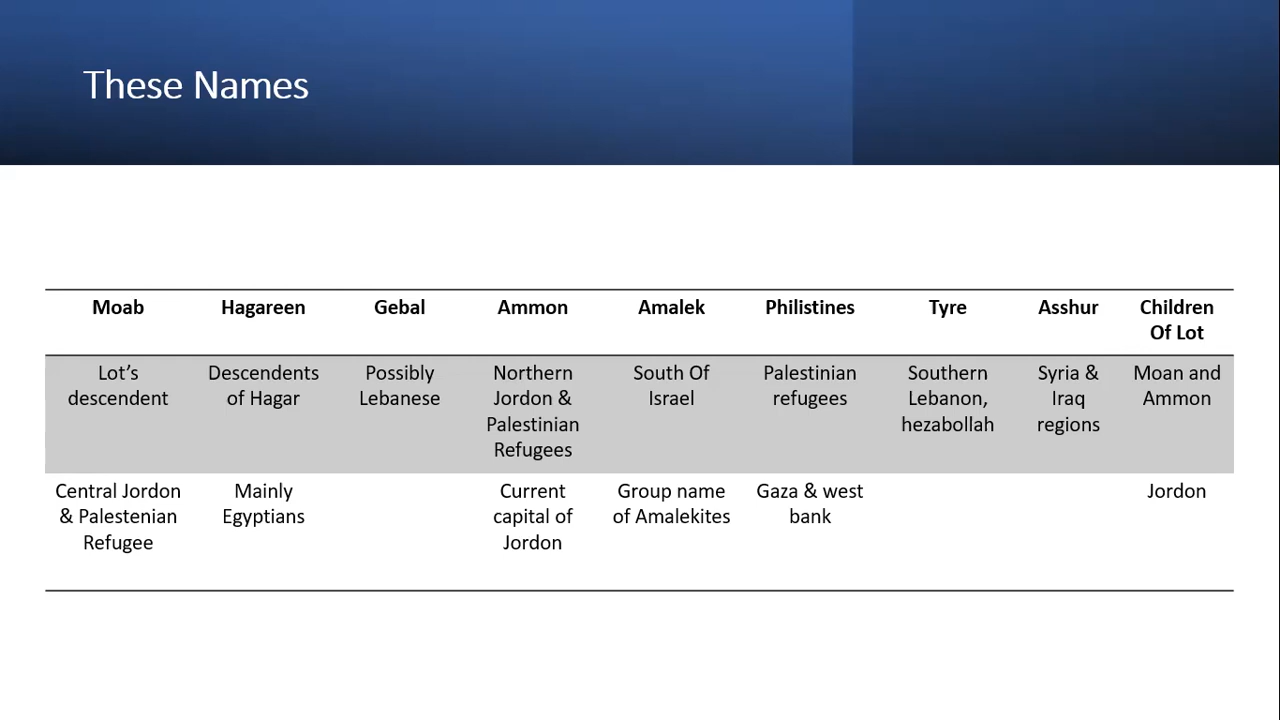 These Names
Moab Hagareen Gebal Ammon Amalek Philistines Tyre Asshur Children
Of Lot
Lot’s Descendents Possibly Northern South Of Palestinian Southern Syria & Moan and
descendent of Hagar Lebanese Jordon & Israel refugees Lebanon, Iraq Ammon
Palestinian hezabollah regions
Refugees
Central Jordon Mainly Current Group name Gaza & west Jordon
& Palestenian Egyptians capital of of Amalekites bank
Refugee Jordon